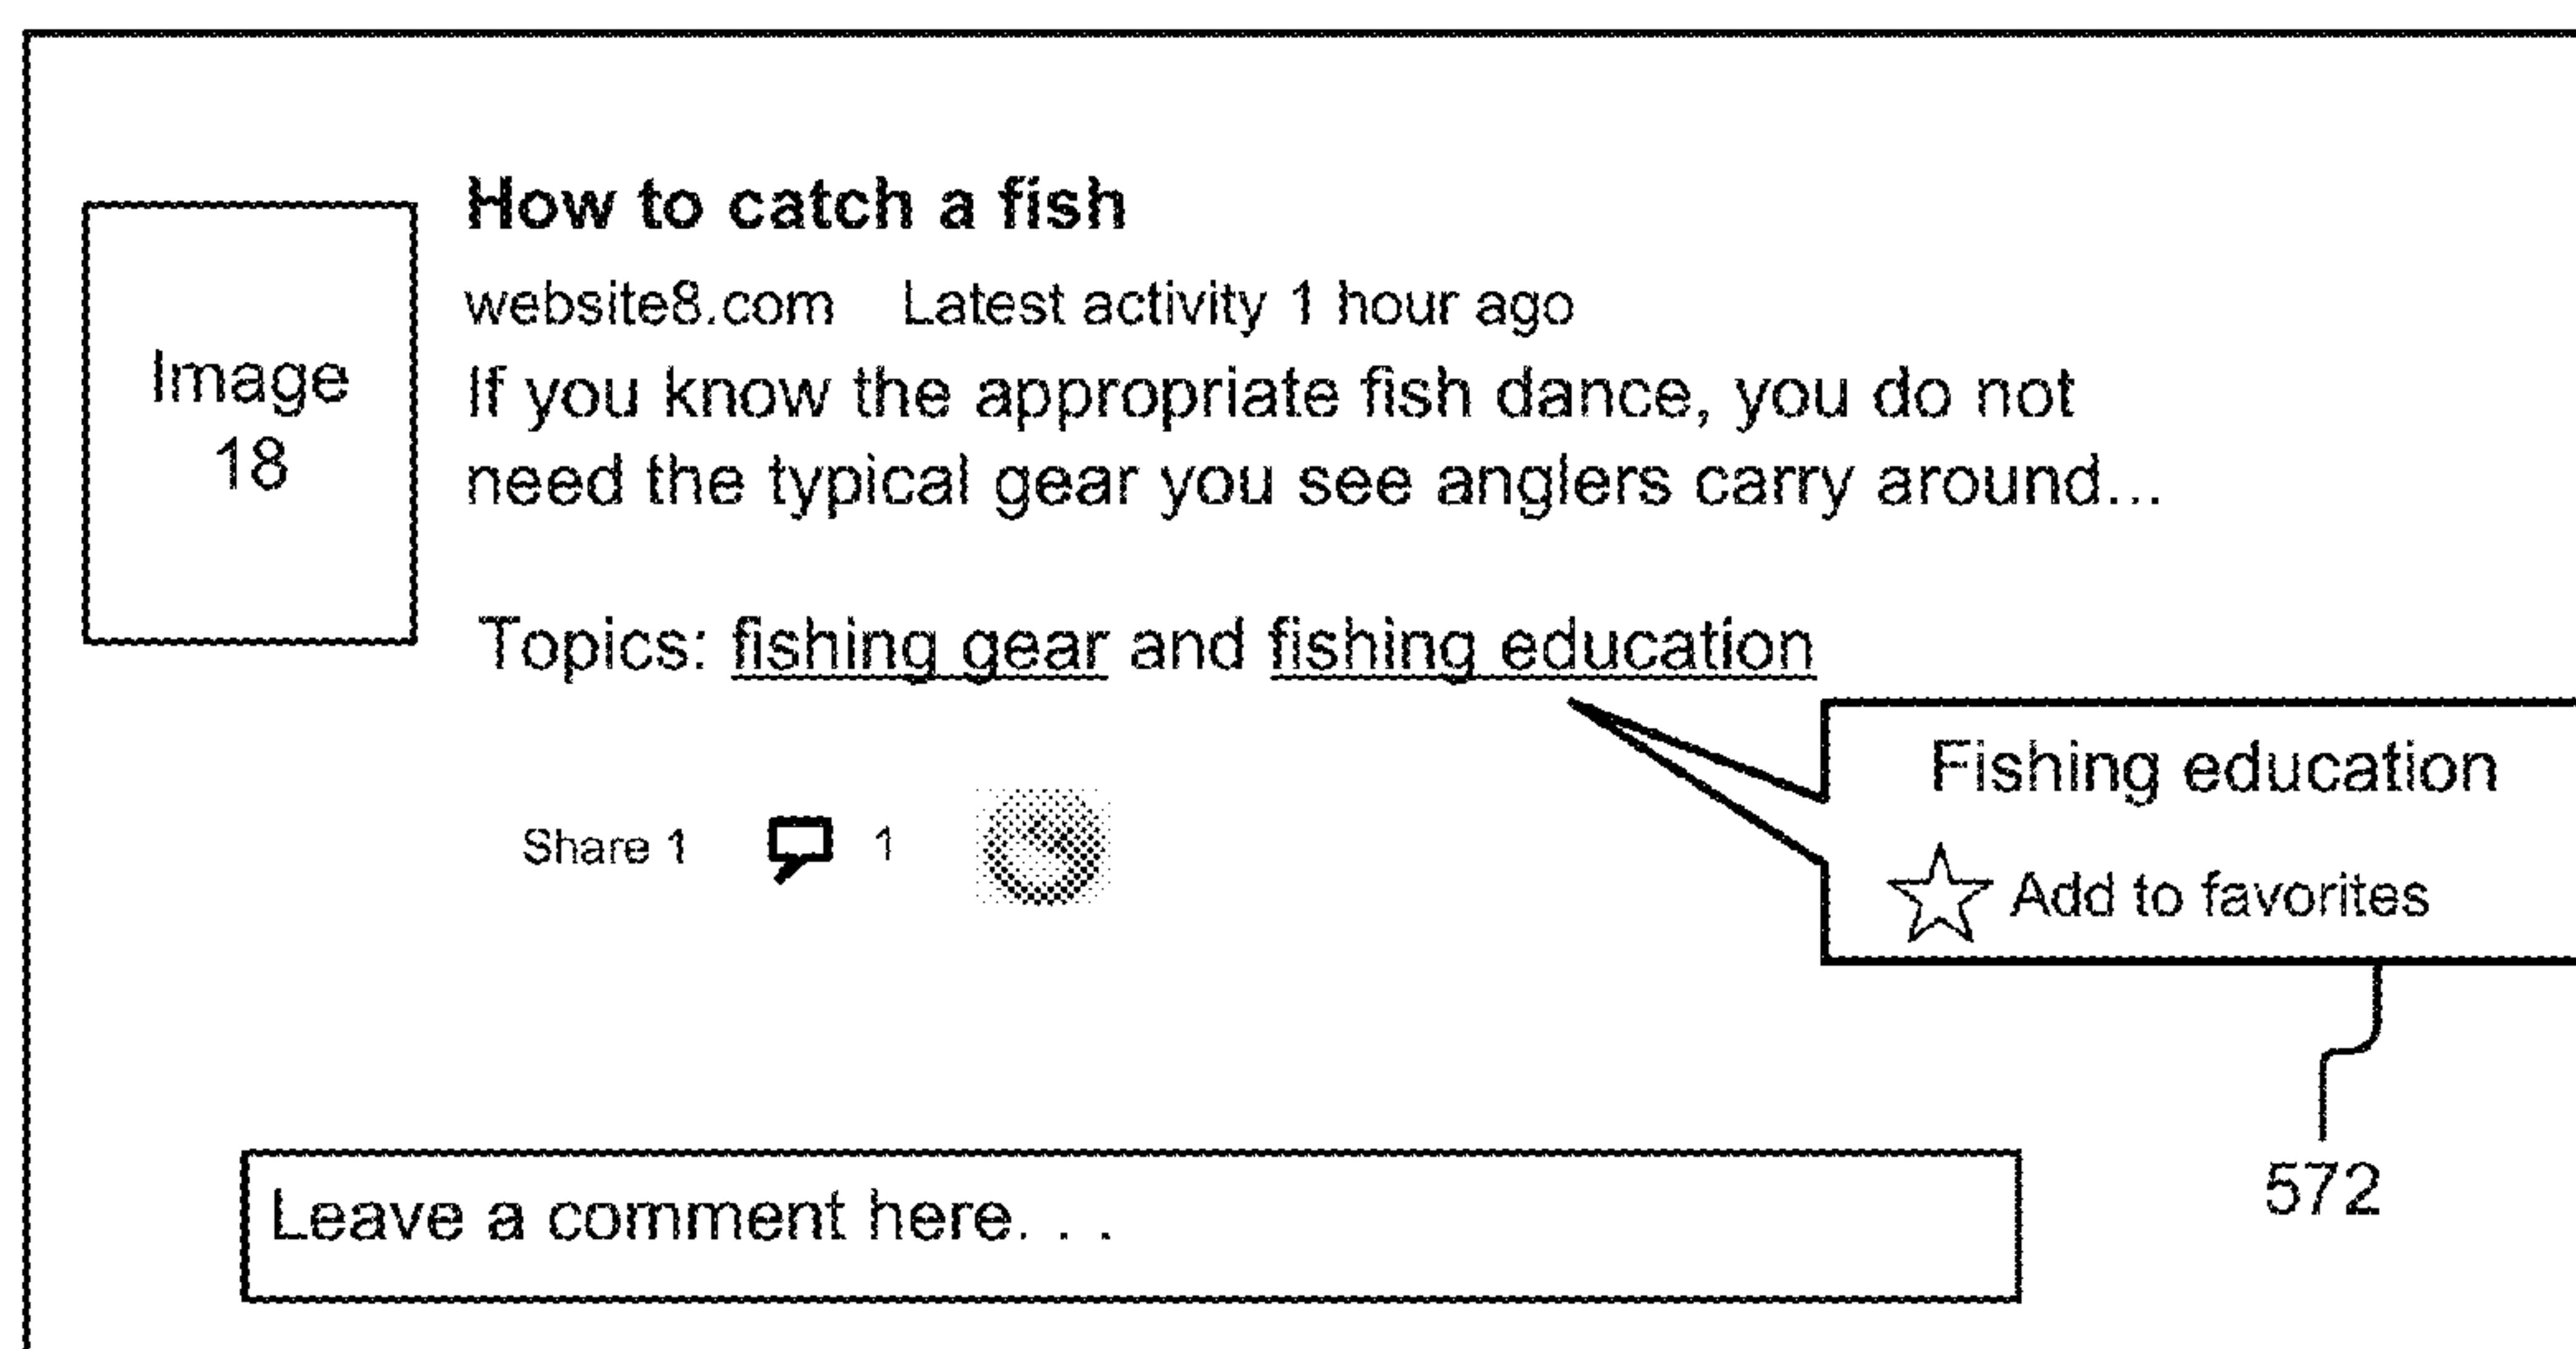 How to catch a fish
website8.com Latest activity 1 hour ago
Image
18
If you know the appropriate fish dance, you do not
need the typical gear you see anglers carry around...
Topics: fishing gear and fishing education
Fishing education
Share 1 1
Add to favorites
572
Leave a comment here. . .